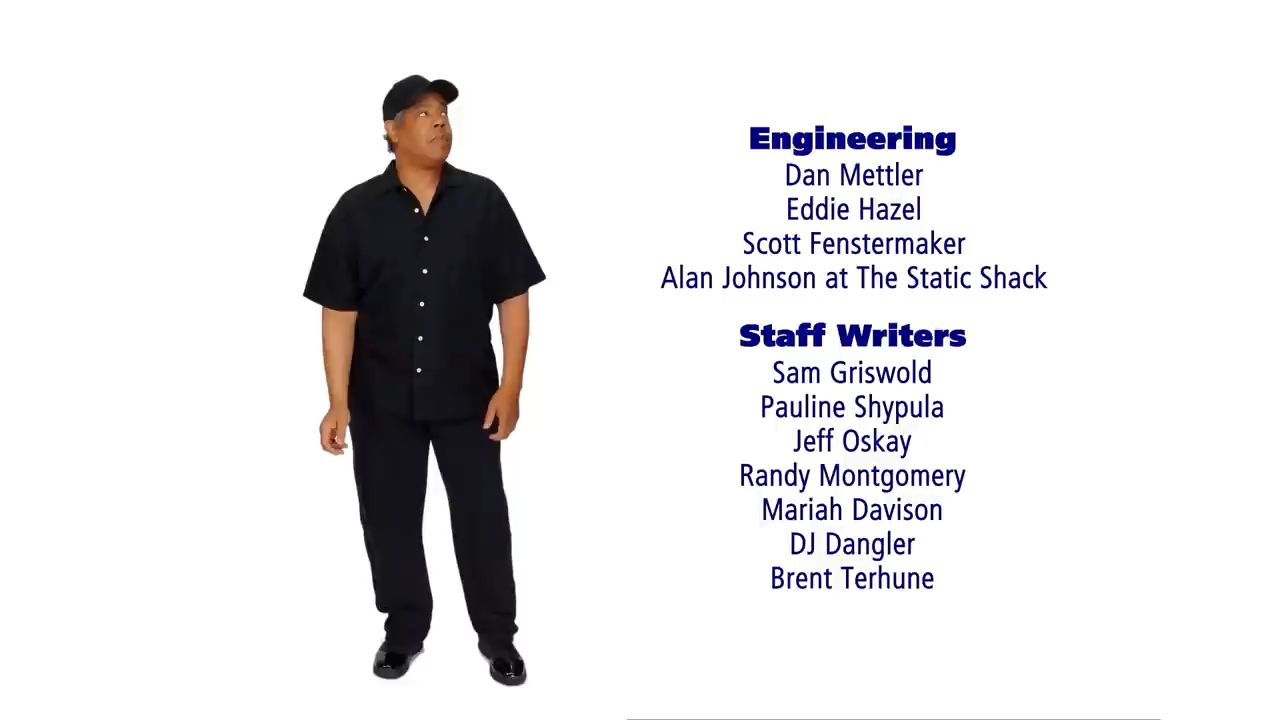 Engineering
Dan Mettler
Eddie Hazel
Scott Fenstermaker
Alan Johnson at The Static Shack
Staff Writers
Sam Griswold
Pauline Shypula
Jeff Oskay
Randy Montgomery
Mariah Davison
DJ Dangler
Brent Terhune